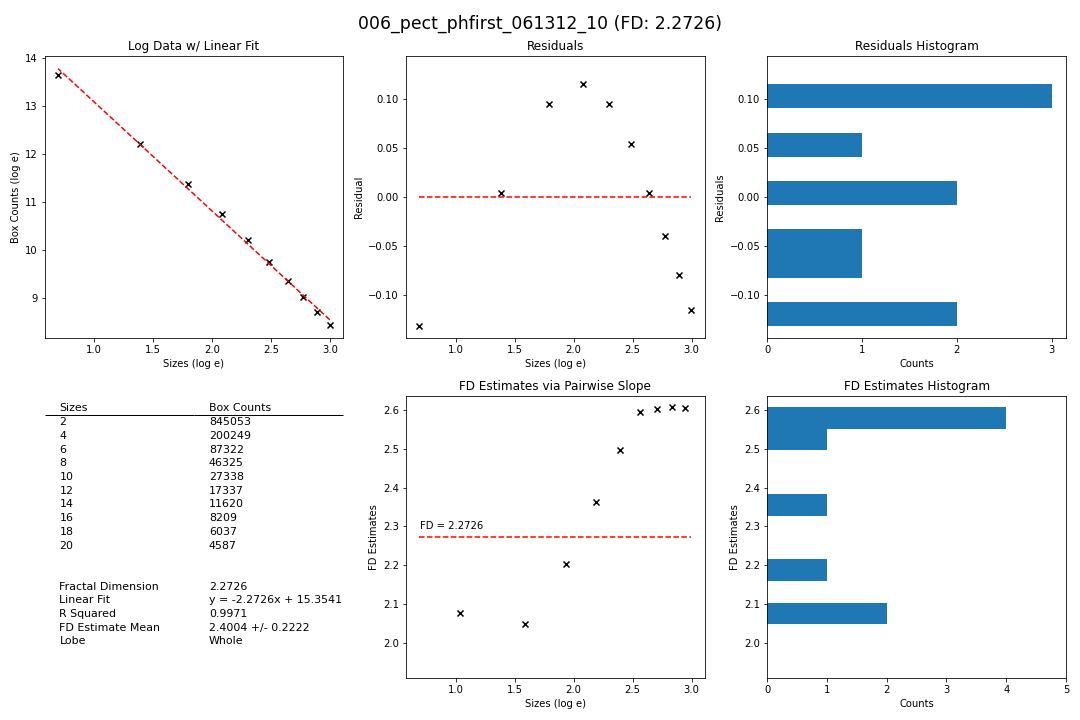 006_pect_phfirst_061312_10 (FD: 2.2726)
Log Data w/ Linear Fit
Box Counts (log e)
14
13
12
11
10
9
1.0 1.5 2.0 2.5 3.0
Sizes (log e)
Residuals
Residual
0.10
0.05
0.00
−0.05
−0.10
1.0 1.5 2.0 2.5 3.0
Sizes (log e)
Residuals Histogram
Residuals
0.10
0.05
0.00
−0.05
−0.10
0 1 2 3
Counts
Sizes Box Counts
2 845053
4 200249
6 87322
8 46325
10 27338
12 17337
14 11620
16 8209
18 6037
20 4587
Fractal Dimension 2.2726
Linear Fit y = -2.2726x + 15.3541
R Squared 0.9971
FD Estimate Mean 2.4004 +/- 0.2222
Lobe Whole
FD Estimates via Pairwise Slope
FD Estimates
2.6
2.5
2.4
2.3
2.2
2.1
2.0
FD = 2.2726
1.0 1.5 2.0 2.5 3.0
Sizes (log e)
FD Estimates Histogram
FD Estimates
2.6
2.5
2.4
2.3
2.2
2.1
2.0
0 1 2 3 4 5
Counts